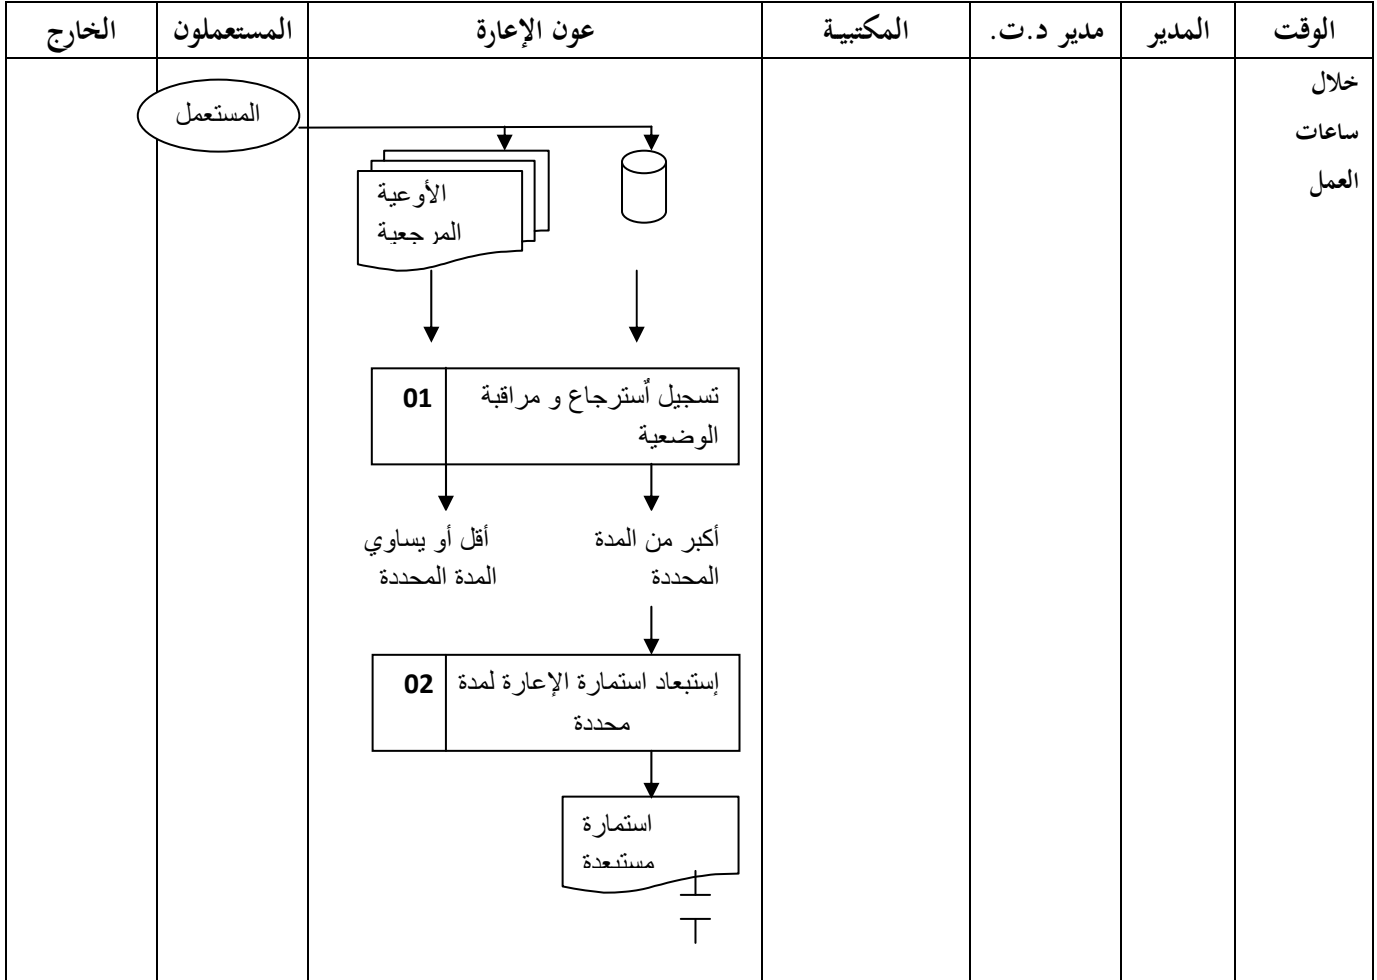 الوقت
المدير
مدير د.ت.
المكتبية
عون الإعارة
المستعملون
الخارج
خلال
ساعات
العمل
المستعمل
الأوعية
المرجعية
تسجيل اٌسترجاع و مراقبة
الوضعية
01
أكبر من المدة
المحددة
أقل أو يساوي
المدة المحددة
إستبعاد استمارة الإعارة لمدة
محددة
02
استمارة
مستبعدة